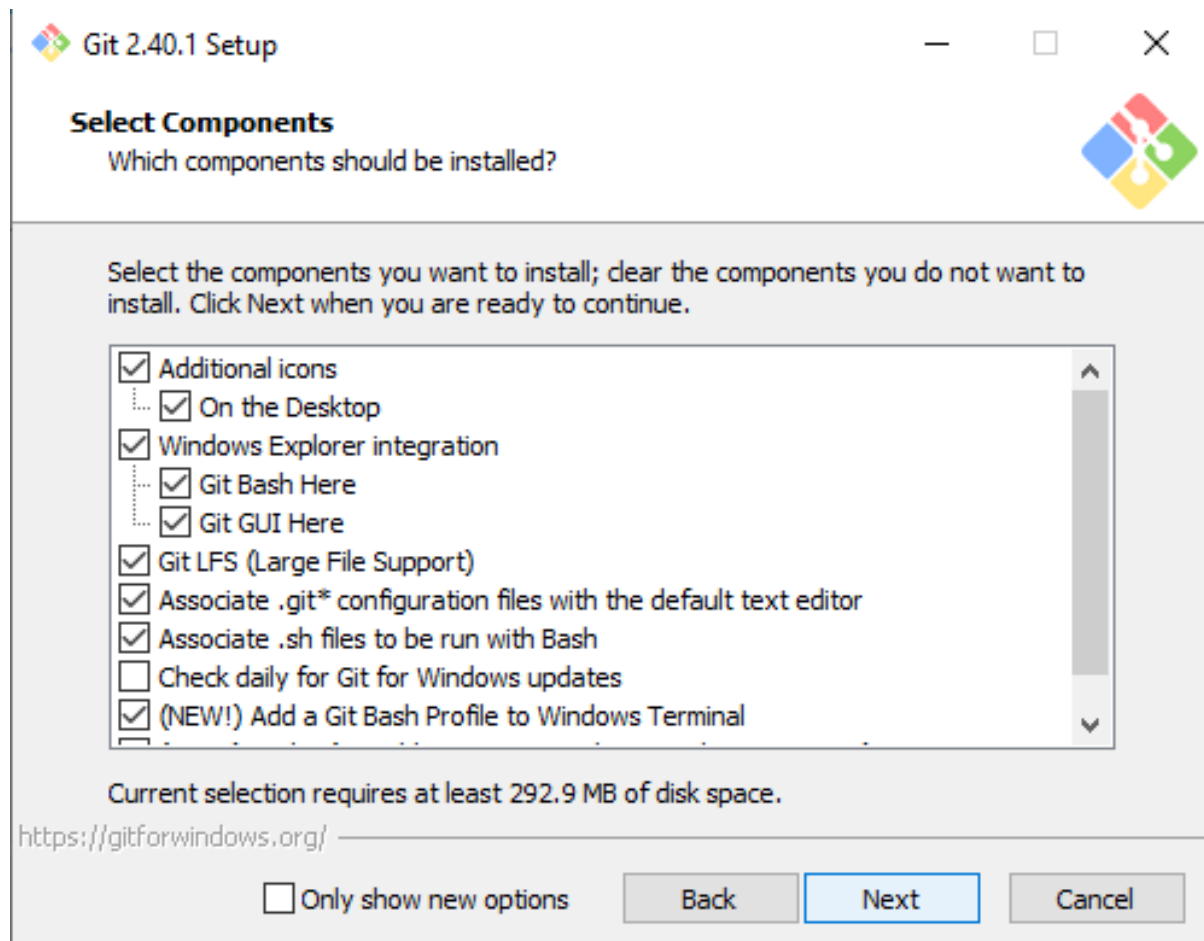 Git 2.40.1 Setup
Select Components
Which components should be installed?
Select the components you want to install; clear the components you do not want to
install. Click Next when you are ready to continue.
Additional icons
On the Desktop
Windows Explorer integration
Git Bash Here
Git GUI Here
Git LFS (Large File Support)
Associate .git* configuration files with the default text editor
Associate .sh files to be run with Bash
Check daily for Git for Windows updates
(NEW!) Add a Git Bash Profile to Windows Terminal
Current selection requires at least 292.9 MB of disk space.
https://gitforwindows.org/
Only show new options
Back
Next
Cancel